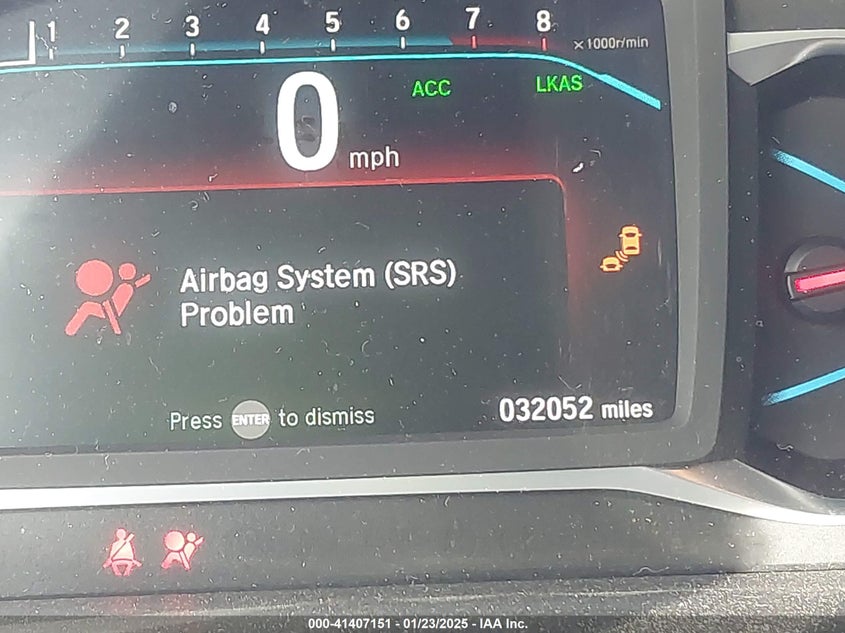 1 2 3 4 5 6 7 8
x1000r/min
0 mph
ACC
LKAS
Airbag System (SRS)
Problem
Press ENTER to dismiss
032052 miles
000-41407151 - 01/23/2025 - IAA Inc.